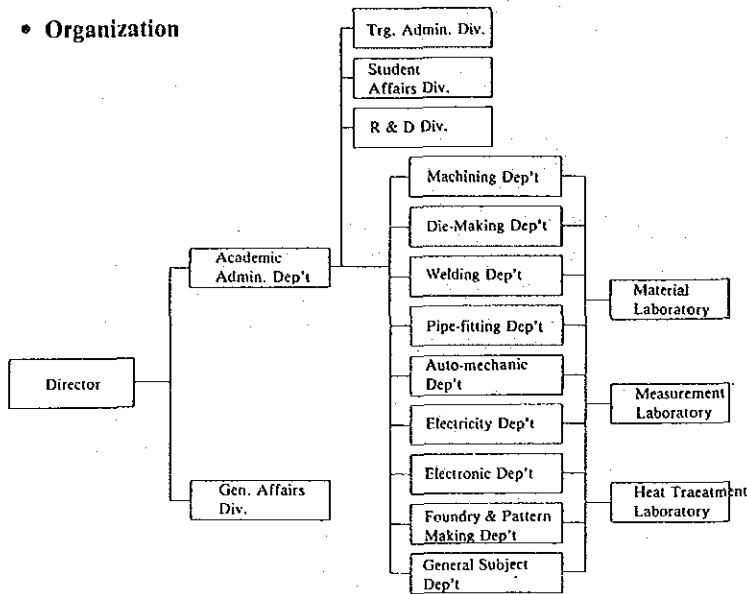 • Organization
Trg. Admin. Div.
Student
Affairs Div.
R & D Div.
Machining Dep't
Die-Making Dep't
Academic
Admin. Dep't
Welding Dep't
Material
Laboratory
Pipe-fitting Dep't
Director
Auto-mechanic
Dep't
Measurement
Laboratory
Electricity Dep't
Electronic Dep't
Gen. Affairs
Div.
Heat Traeatment
Laboratory
Foundry & Pattern
Making Dep't
General Subject
Dep't